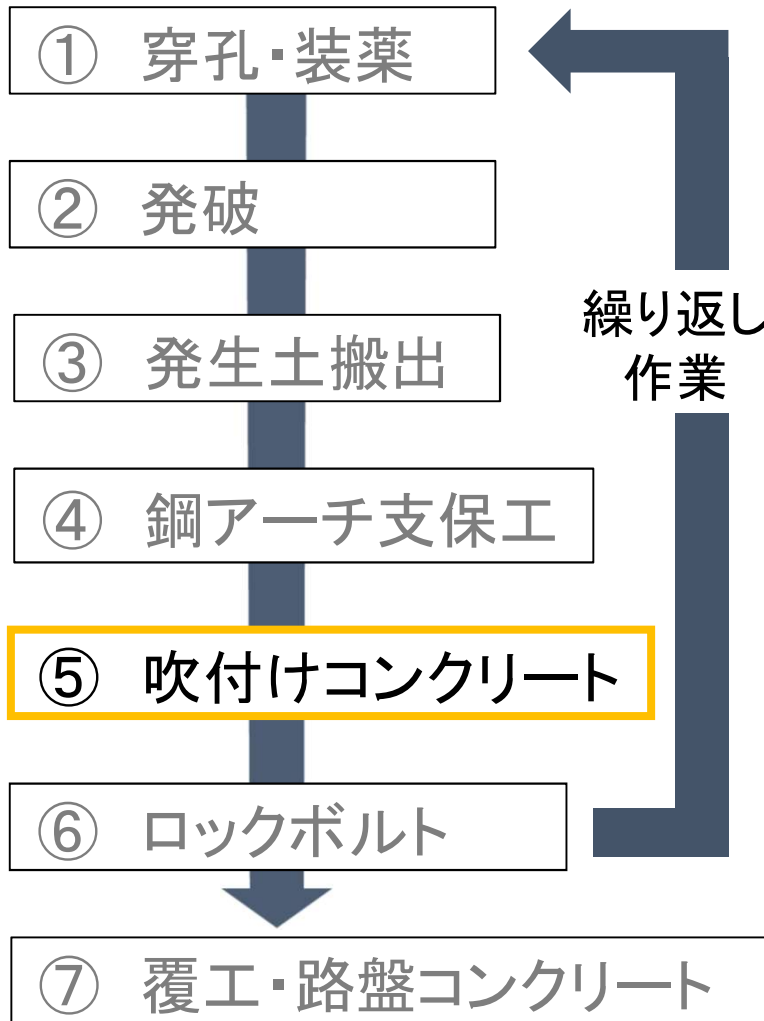 ① 穿孔・装薬
② 発破
③ 発生土搬出
繰り返し
作業
④ 鋼アーチ支保工
⑤ 吹付けコンクリート
⑥ ロックボルト
⑦ 覆工・路盤コンクリート